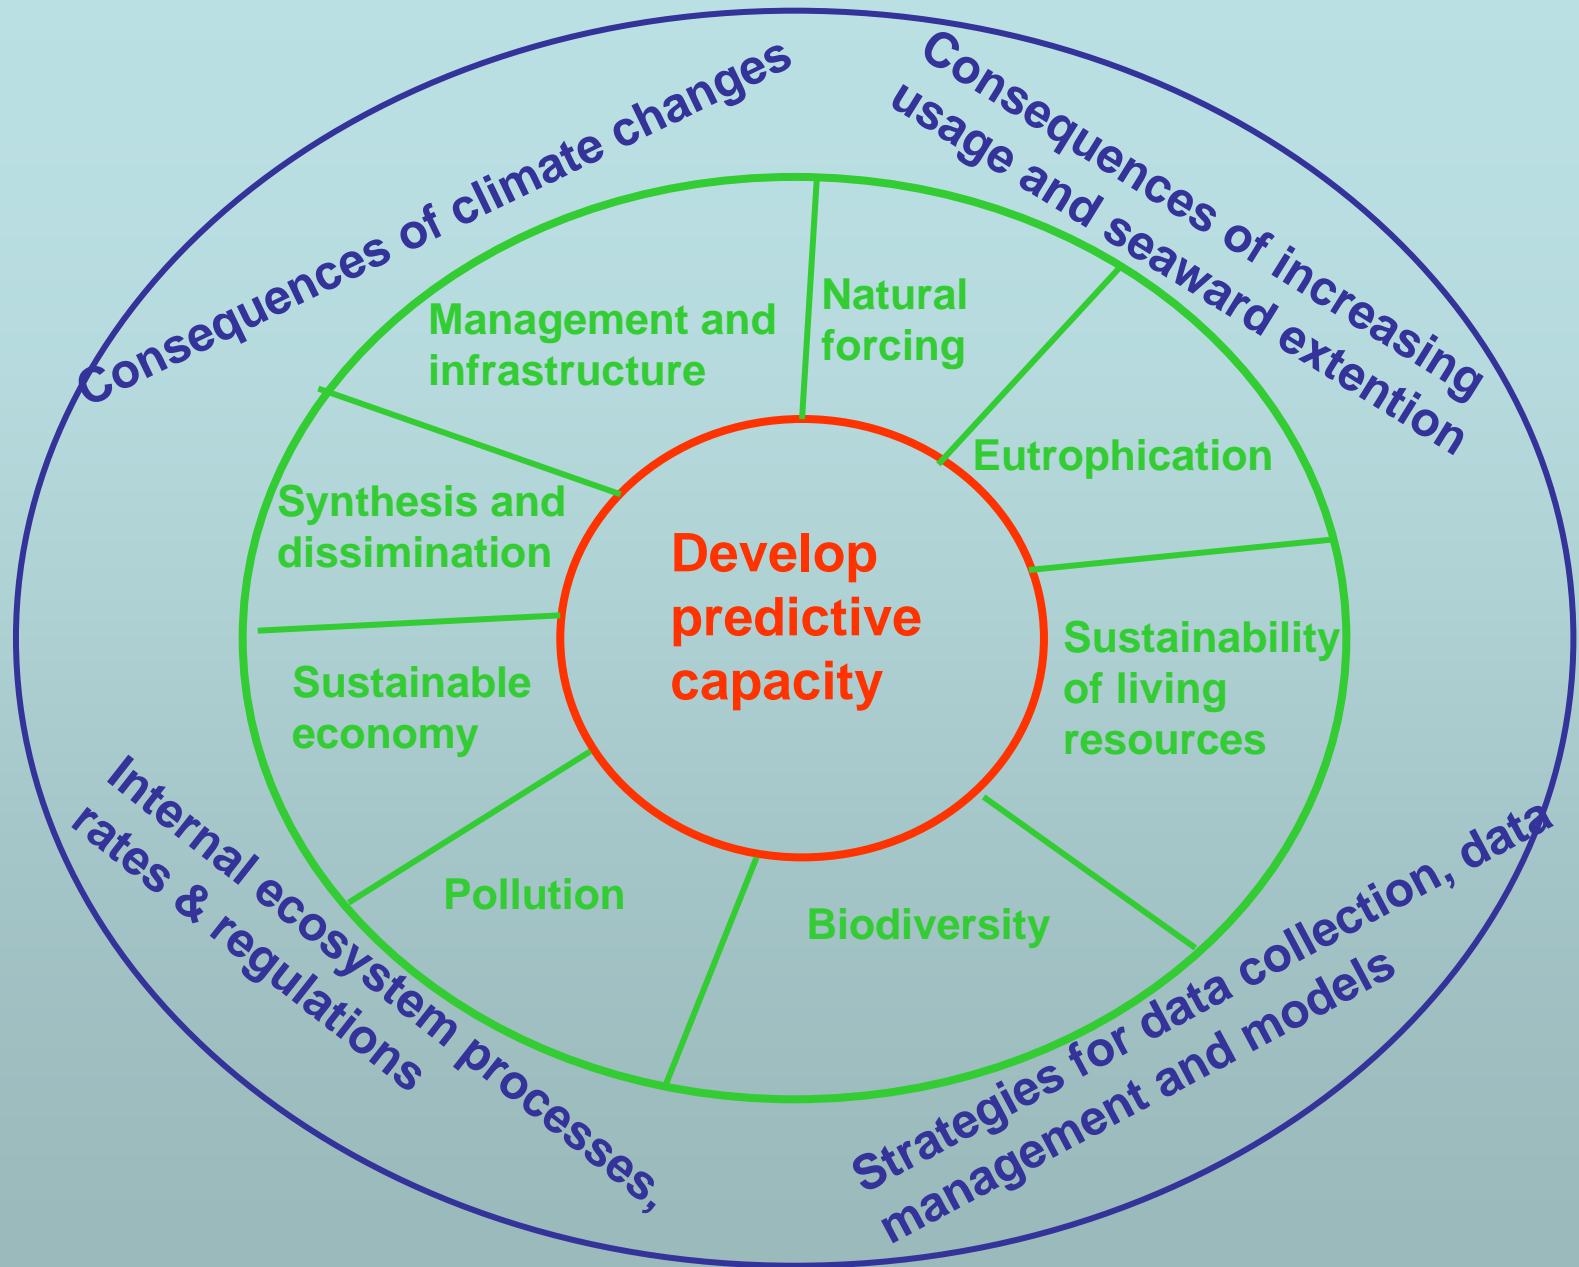 Consequences of climate changes
Consequences of increasing
usage and seaward extention
Management and
infrastructure
Natural
forcing
Eutrophication
Synthesis and
dissimination
Develop
predictive
capacity
Sustainability
of living
resources
Sustainable
economy
Pollution
Biodiversity
Internal ecosystem processes,
rates & regulations
Strategies for data collection, data
management and models